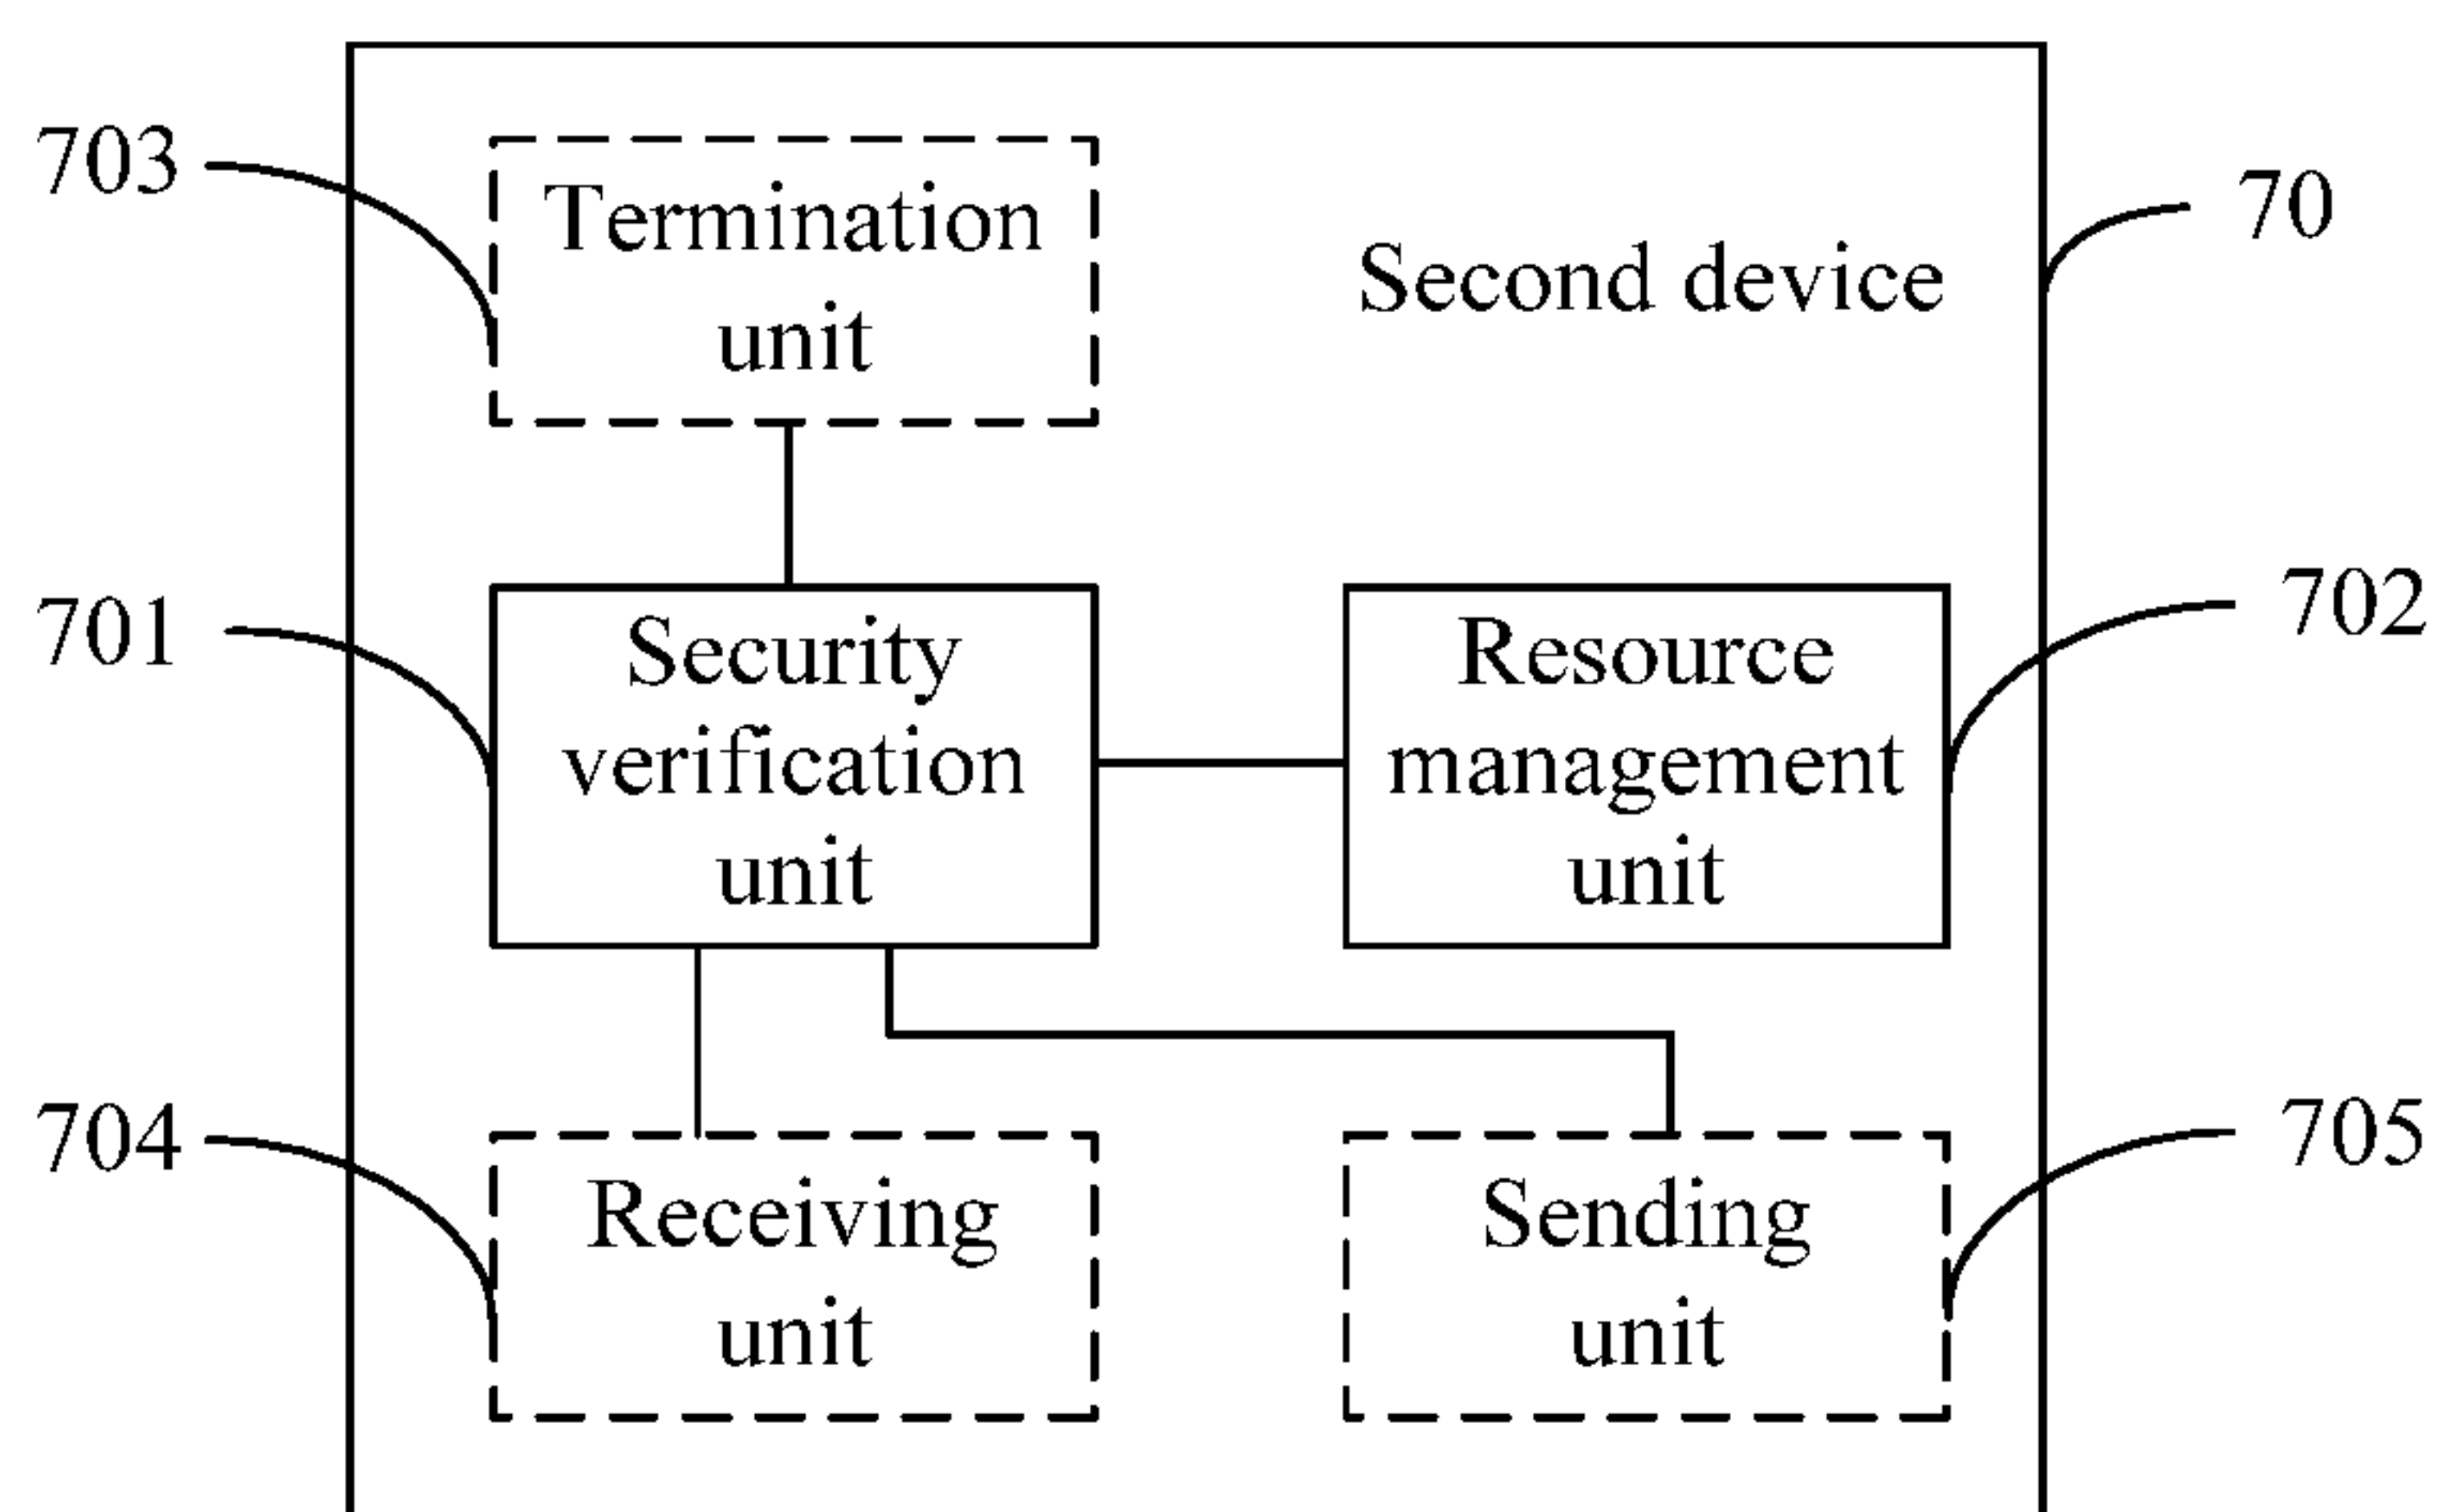 703
Termination
unit
Second device
70
701
Security
verification
unit
Resource
management
unit
702
704
Receiving
unit
Sending
unit
705